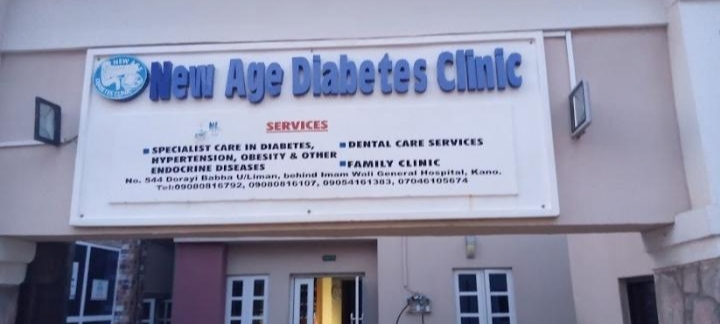 New Age Diabetes Clinic
SERVICES
SPECIALIST CARE IN DIABETES,
HYPERTENSION, OBESITY & OTHER
ENDOCRINE DISEASES
DENTAL CARE SERVICES
FAMILY CLINIC
No. 544 Dorayi Babba U/Liman, behind Imam Wali General Hospital, Kano.
Tel:09080816792, 09080816107, 09054161383, 07046105674